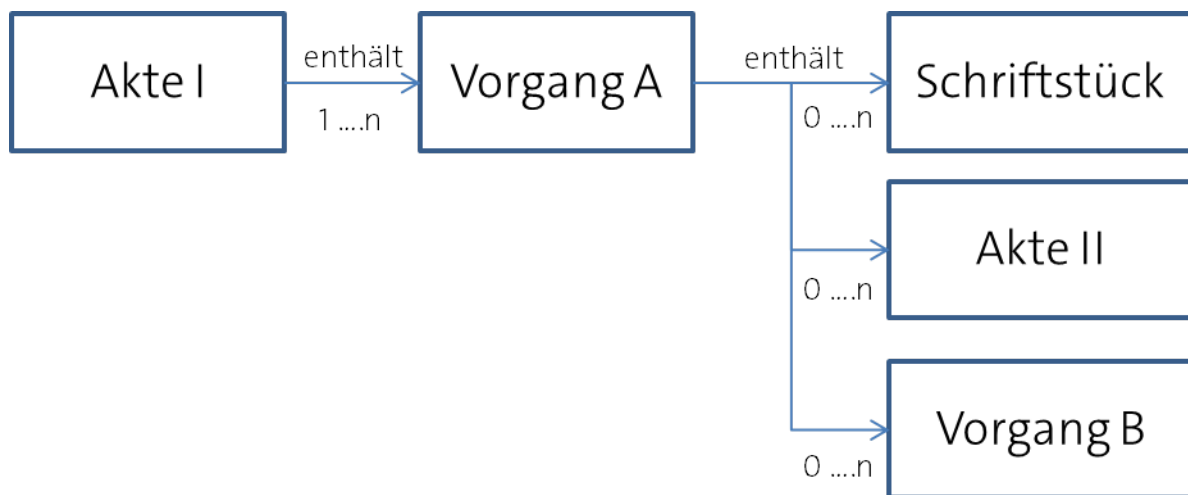 Akte I
enthält
1 ....n
Vorgang A
enthält
0 ....n
Schriftstück
0 ....n
Akte II
0 ....n
Vorgang B